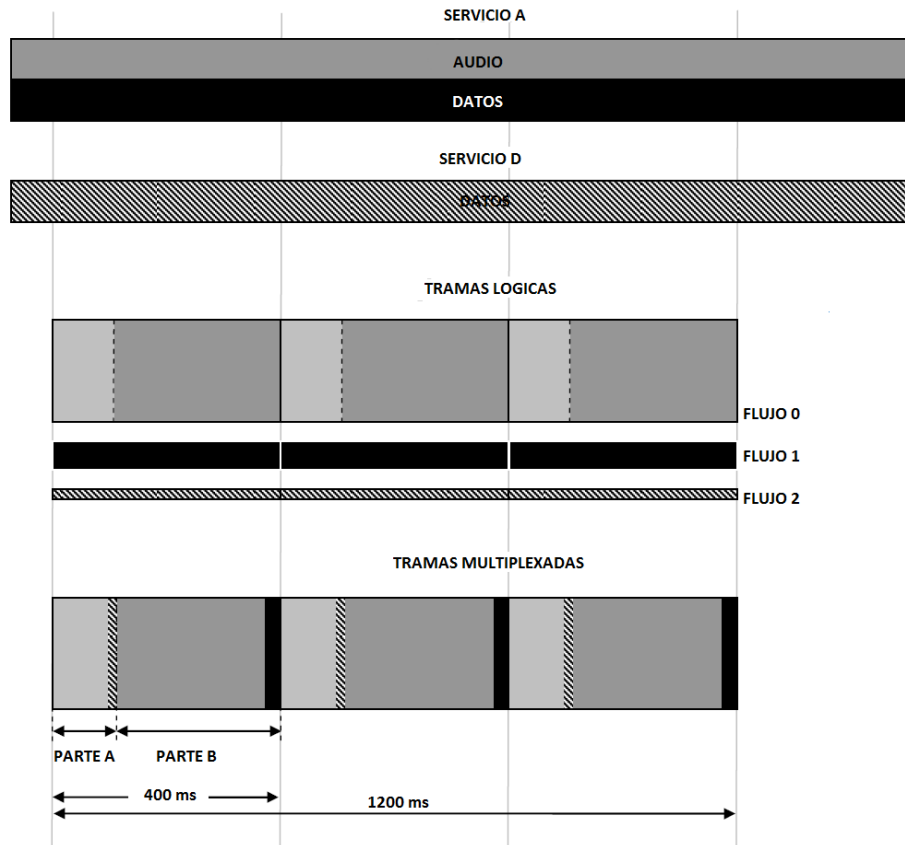 SERVICIO A
AUDIO
DATOS
SERVICIO D
DATOS
TRAMAS LOGICAS
FLUJO 0
FLUJO 1
FLUJO 2
TRAMAS MULTIPLEXADAS
PARTE A
PARTE B
400 ms
1200 ms